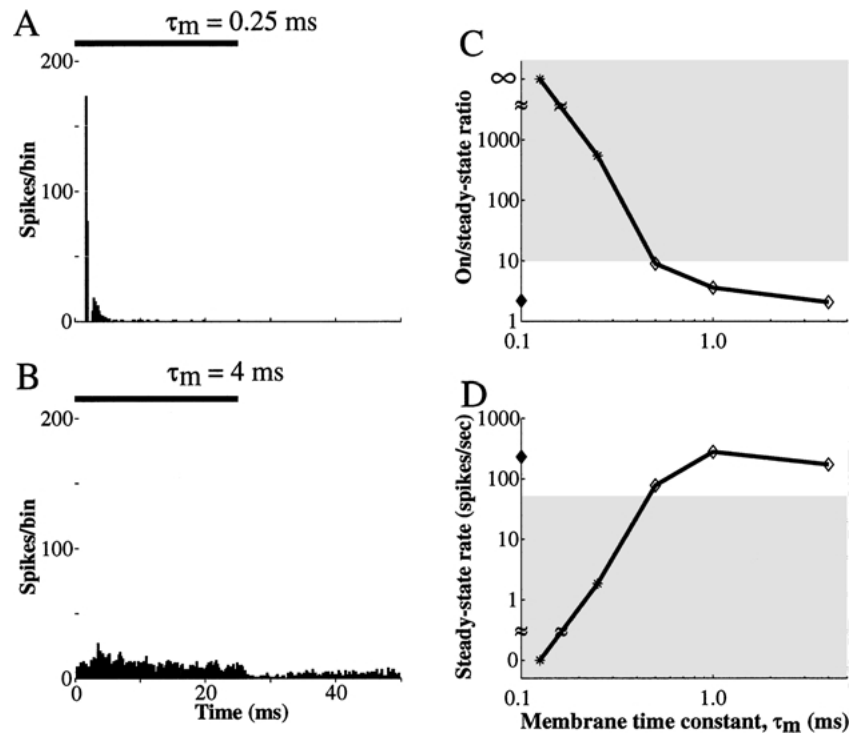 A
τm = 0.25 ms
200
100
0
Spikes/bin
B
τm = 4 ms
200
100
0
Spikes/bin
0
20
40
Time (ms)
C
∞
1000
100
10
1
On/steady-state ratio
0.1
1.0
D
1000
100
10
1
0
Steady-state rate (spikes/sec)
0.1
1.0
Membrane time constant, τm (ms)